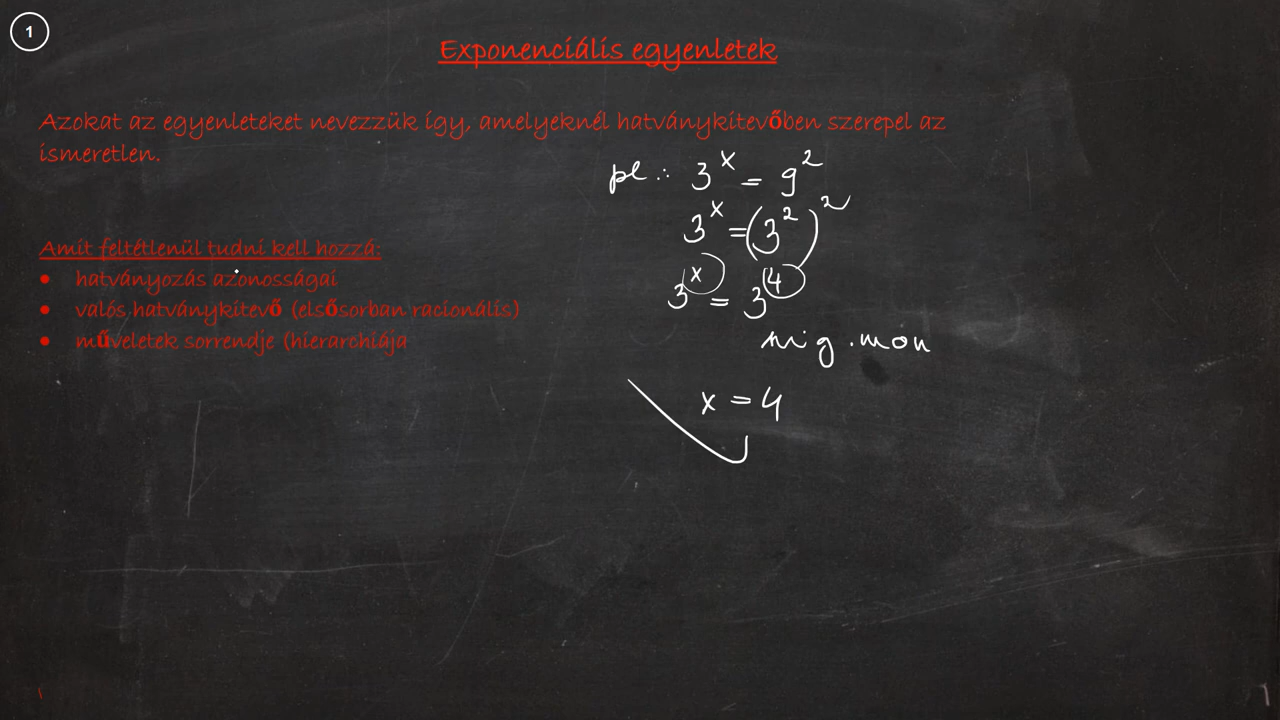 1
Exponenciális egyenletek
Azokat az egyenleteket nevezzük így, amelyeknél hatványkitevőben szerepel az
ismeretlen.
pl.: 3^x = 9^2
3^x = (3^2)^2
Amit feltétlenül tudni kell hozzá:
• hatványozás azonosságai
3^x = 3^4
• valós hatványkitevő (elsősorban racionális)
• műveletek sorrendje (hierarchiája
szig. mon
x = 4